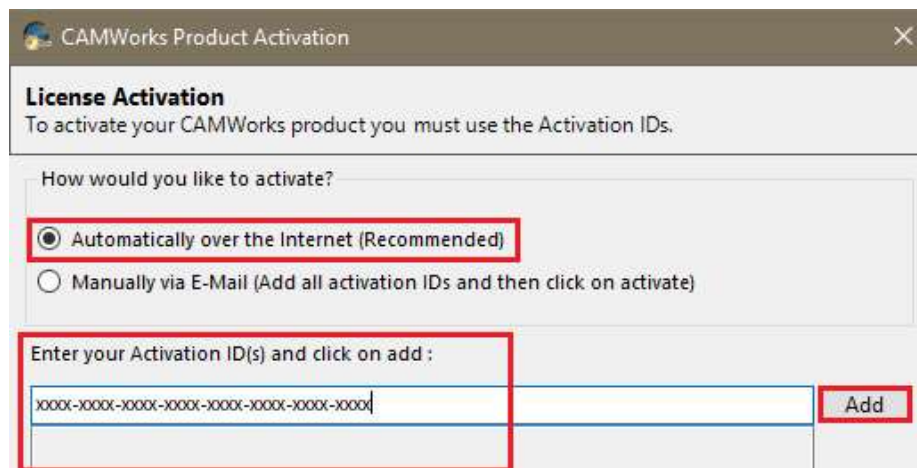 CAMWorks Product Activation
License Activation
To activate your CAMWorks product you must use the Activation IDs.
How would you like to activate?
Automatically over the Internet (Recommended)
Manually via E-Mail (Add all activation IDs and then click on activate)
Enter your Activation ID(s) and click on add :
xxxx-xxxx-xxxx-xxxx-xxxx-xxxx-xxxx-xxxx
Add